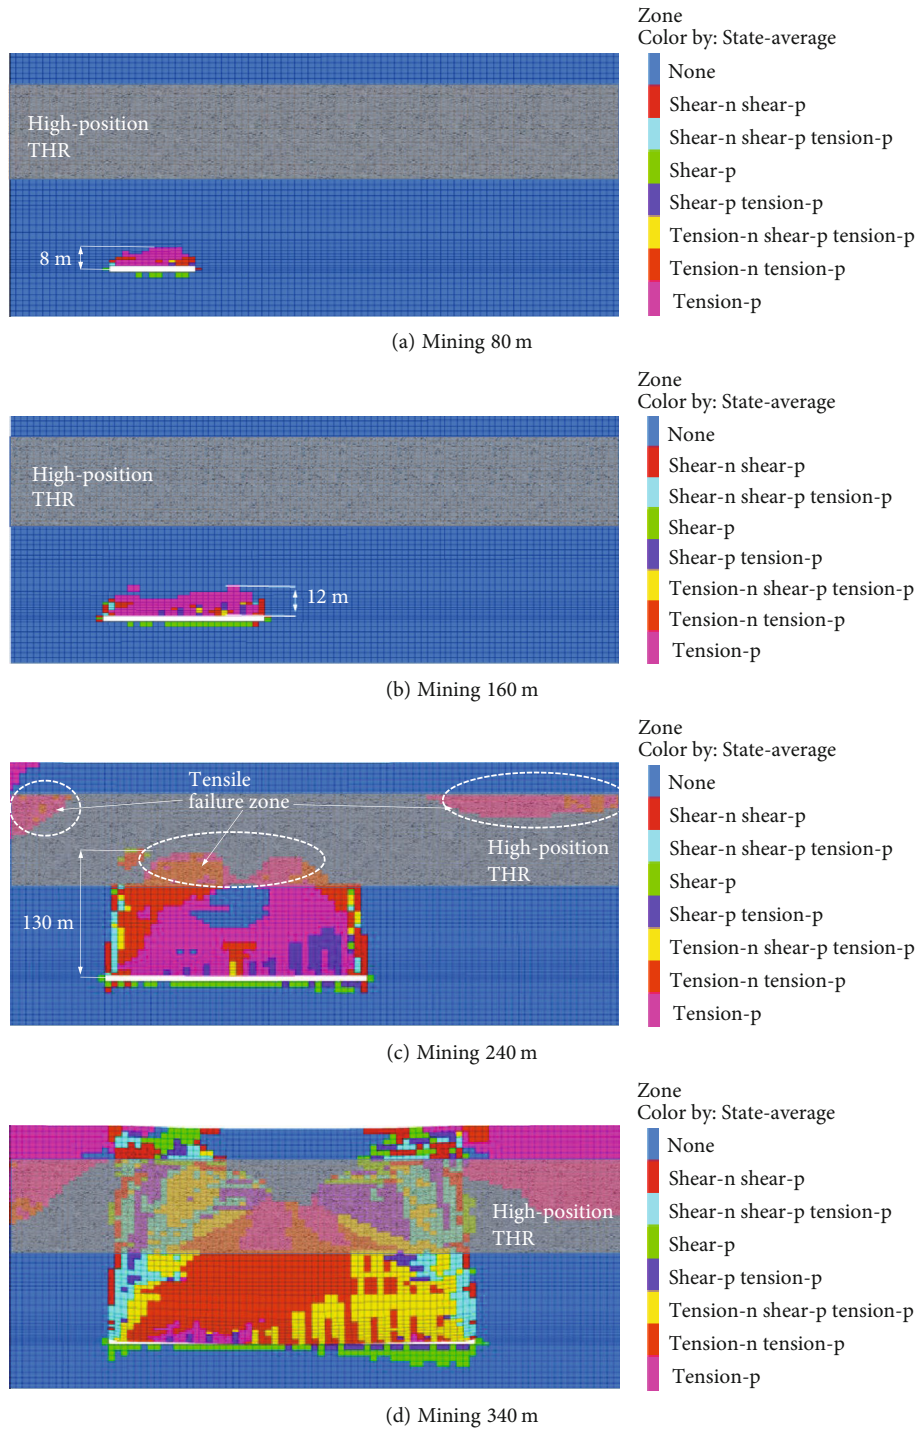 Zone
Color by: State-average
None
Shear-n shear-p
Shear-n shear-p tension-p
Shear-p
Shear-p tension-p
Tension-n shear-p tension-p
Tension-n tension-p
Tension-p
High-position
THR
8 m
(a) Mining 80 m
Zone
Color by: State-average
None
Shear-n shear-p
Shear-n shear-p tension-p
Shear-p
Shear-p tension-p
Tension-n shear-p tension-p
Tension-n tension-p
Tension-p
High-position
THR
12 m
(b) Mining 160 m
Zone
Color by: State-average
None
Shear-n shear-p
Shear-n shear-p tension-p
Shear-p
Shear-p tension-p
Tension-n shear-p tension-p
Tension-n tension-p
Tension-p
Tensile
failure zone
High-position
THR
130 m
(c) Mining 240 m
Zone
Color by: State-average
None
Shear-n shear-p
Shear-n shear-p tension-p
Shear-p
Shear-p tension-p
Tension-n shear-p tension-p
Tension-n tension-p
Tension-p
High-position
THR
(d) Mining 340 m